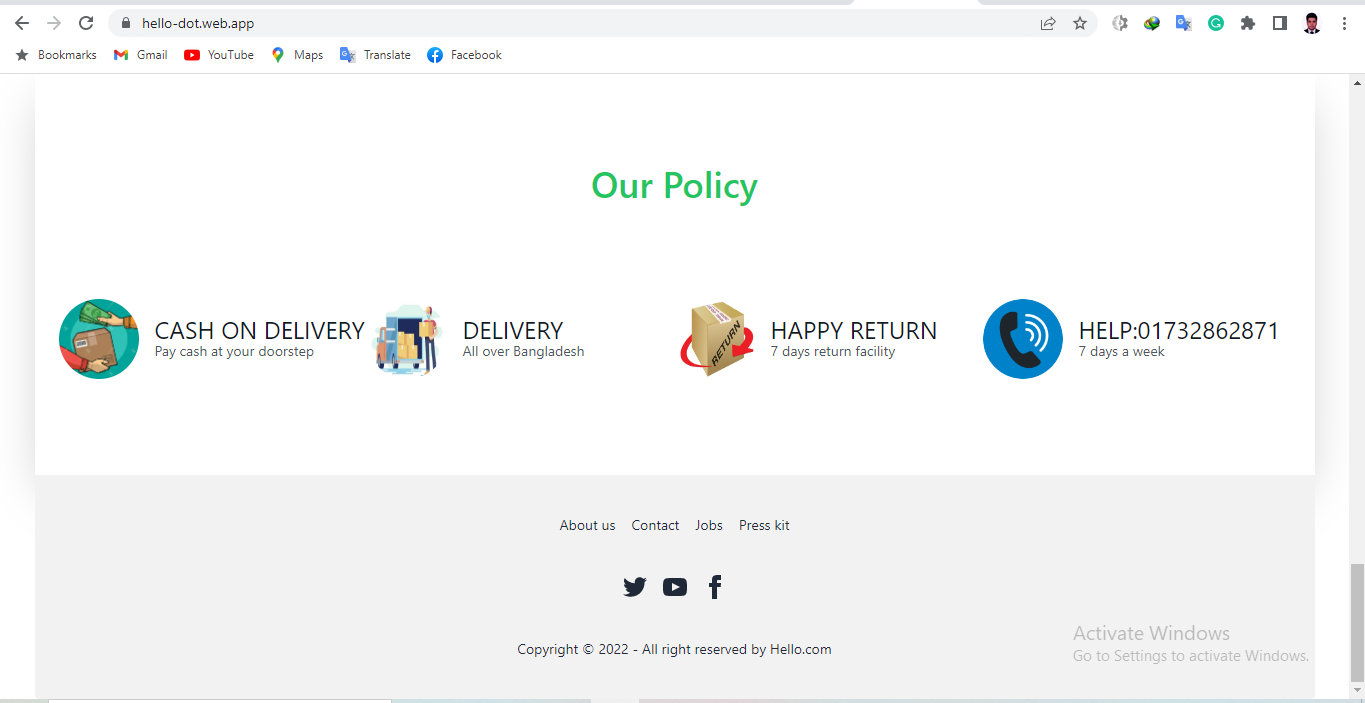 hello-dot.web.app
Bookmarks Gmail YouTube Maps Translate Facebook
Our Policy
CASH ON DELIVERY
Pay cash at your doorstep
DELIVERY
All over Bangladesh
RETURN
HAPPY RETURN
7 days return facility
HELP:01732862871
7 days a week
About us Contact Jobs Press kit
Copyright © 2022 - All right reserved by Hello.com
Activate Windows
Go to Settings to activate Windows.